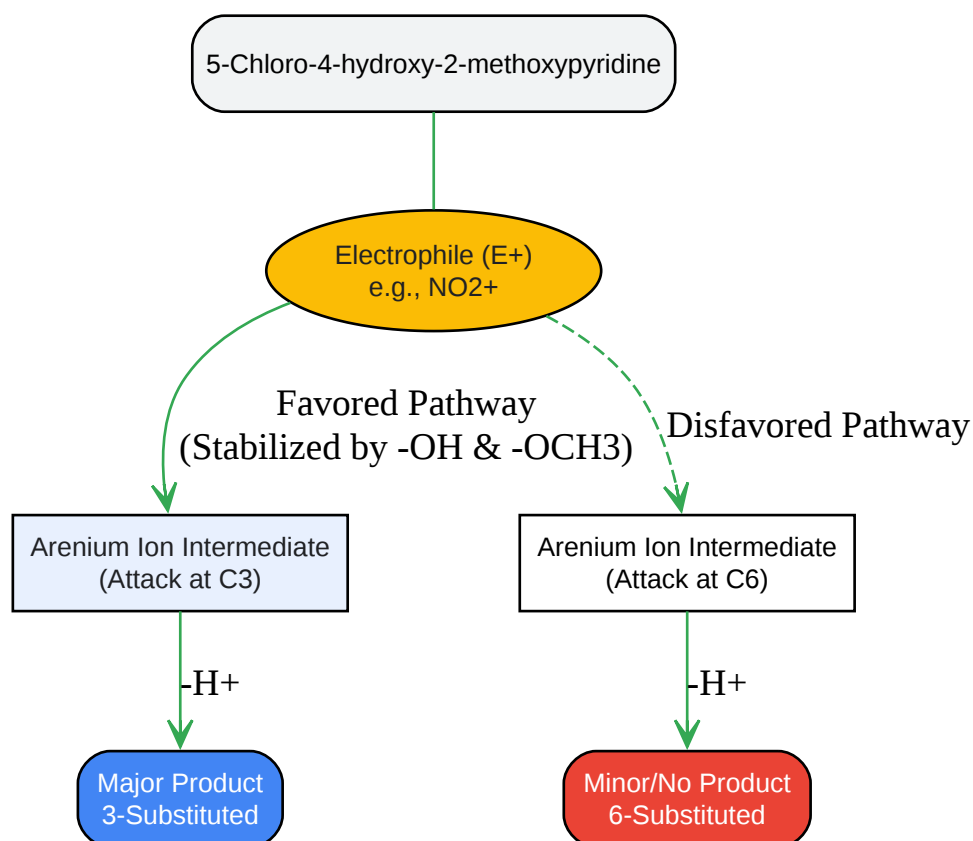 5-Chloro-4-hydroxy-2-methoxypyridine
Electrophile (E+)
e.g., NO2+
Favored Pathway
(Stabilized by -OH & -OCH3)
Disfavored Pathway
Arenium Ion Intermediate
(Attack at C3)
Arenium Ion Intermediate
(Attack at C6)
-H+
-H+
Major Product
3-Substituted
Minor/No Product
6-Substituted